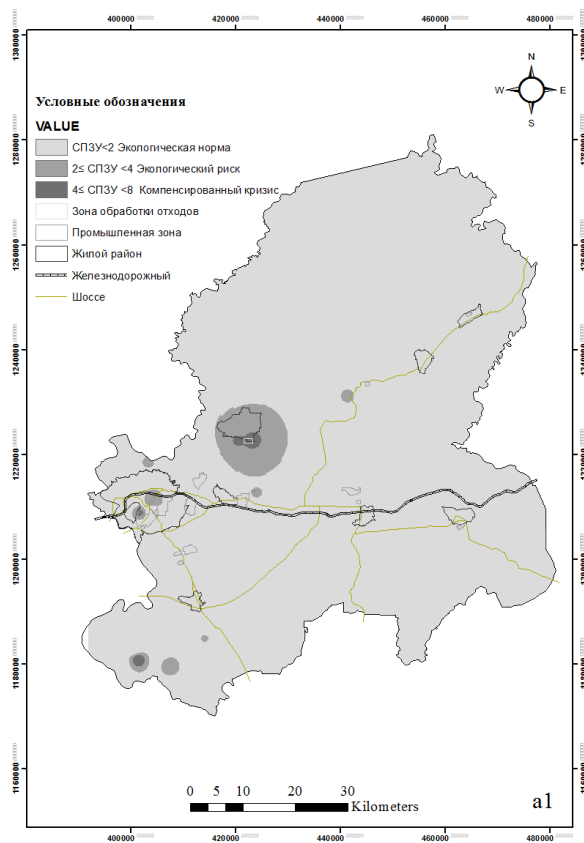 400000 420000 440000 460000 480000
N
W E
S
Условные обозначения
VALUE
СПЗУ<2 Экологическая норма
2≤ СПЗУ <4 Экологический риск
4≤ СПЗУ <8 Компенсированный кризис
Зона обработки отходов
Промышленная зона
Жилой район
Железнодорожный
Шоссе
1300000
1280000
1260000
1240000
1220000
1200000
1180000
1160000
0 5 10 20 30
Kilometers
a1
400000 420000 440000 460000 480000